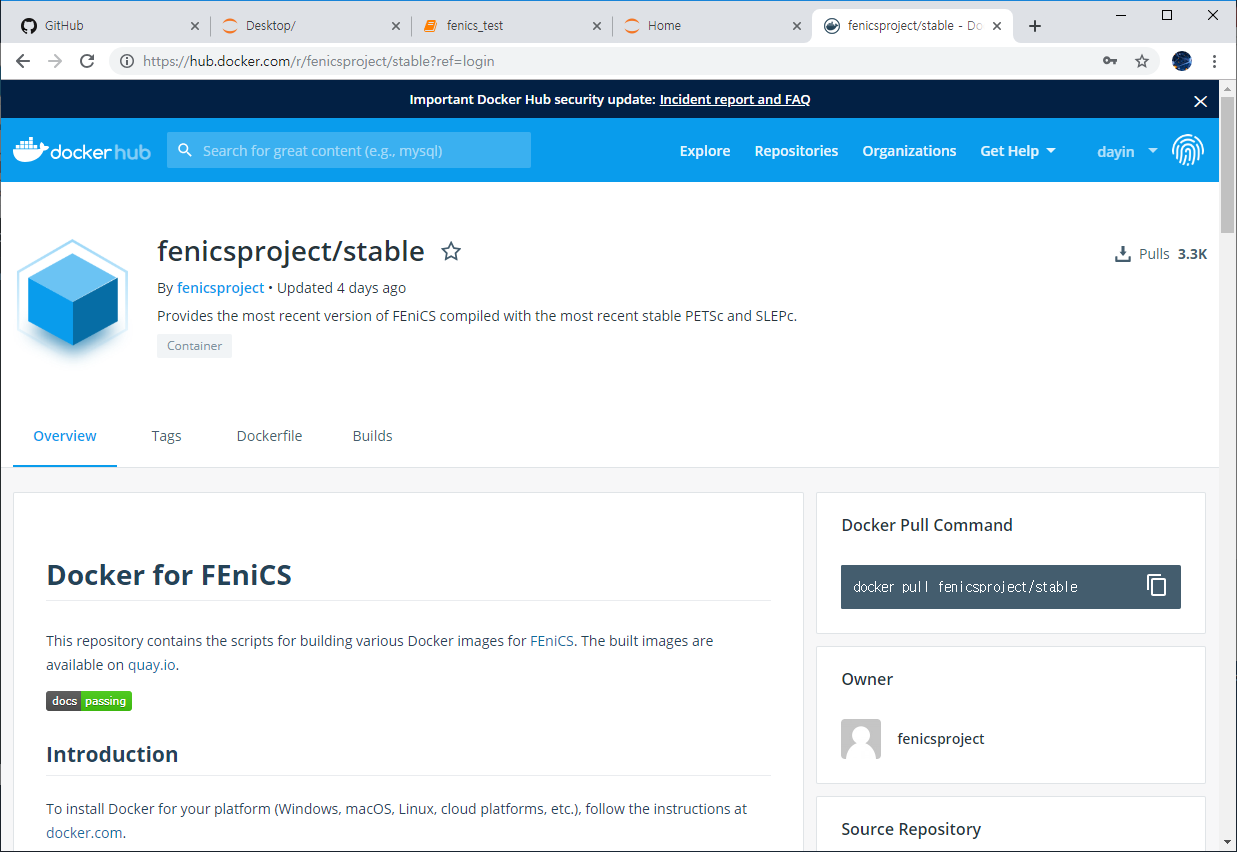 GitHub
Desktop/
fenics_test
Home
fenicsproject/stable - Do
https://hub.docker.com/r/fenicsproject/stable?ref=login
Important Docker Hub security update: Incident report and FAQ
docker hub
Search for great content (e.g., mysql)
Explore
Repositories
Organizations
Get Help
dayin
fenicsproject/stable
Pulls 3.3K
By fenicsproject • Updated 4 days ago
Provides the most recent version of FEniCS compiled with the most recent stable PETSc and SLEPc.
Container
Overview
Tags
Dockerfile
Builds
Docker for FEniCS
This repository contains the scripts for building various Docker images for FEniCS. The built images are
available on quay.io.
docs passing
Introduction
To install Docker for your platform (Windows, macOS, Linux, cloud platforms, etc.), follow the instructions at
docker.com.
Docker Pull Command
docker pull fenicsproject/stable
Owner
fenicsproject
Source Repository